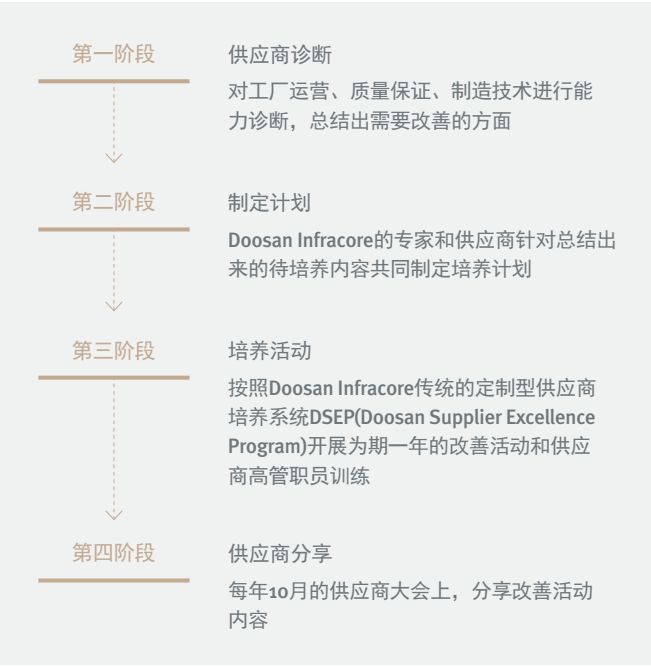 第一阶段
供应商诊断
对工厂运营、质量保证、制造技术进行能
力诊断，总结出需要改善的方面
第二阶段
制定计划
Doosan Infracore的专家和供应商针对总结出
来的待培养内容共同制定培养计划
第三阶段
培养活动
按照Doosan Infracore传统的定制型供应商
培养系统DSEP(Doosan Supplier Excellence
Program)开展为期一年的改善活动和供应
商高管职员训练
第四阶段
供应商分享
每年10月的供应商大会上，分享改善活动
内容